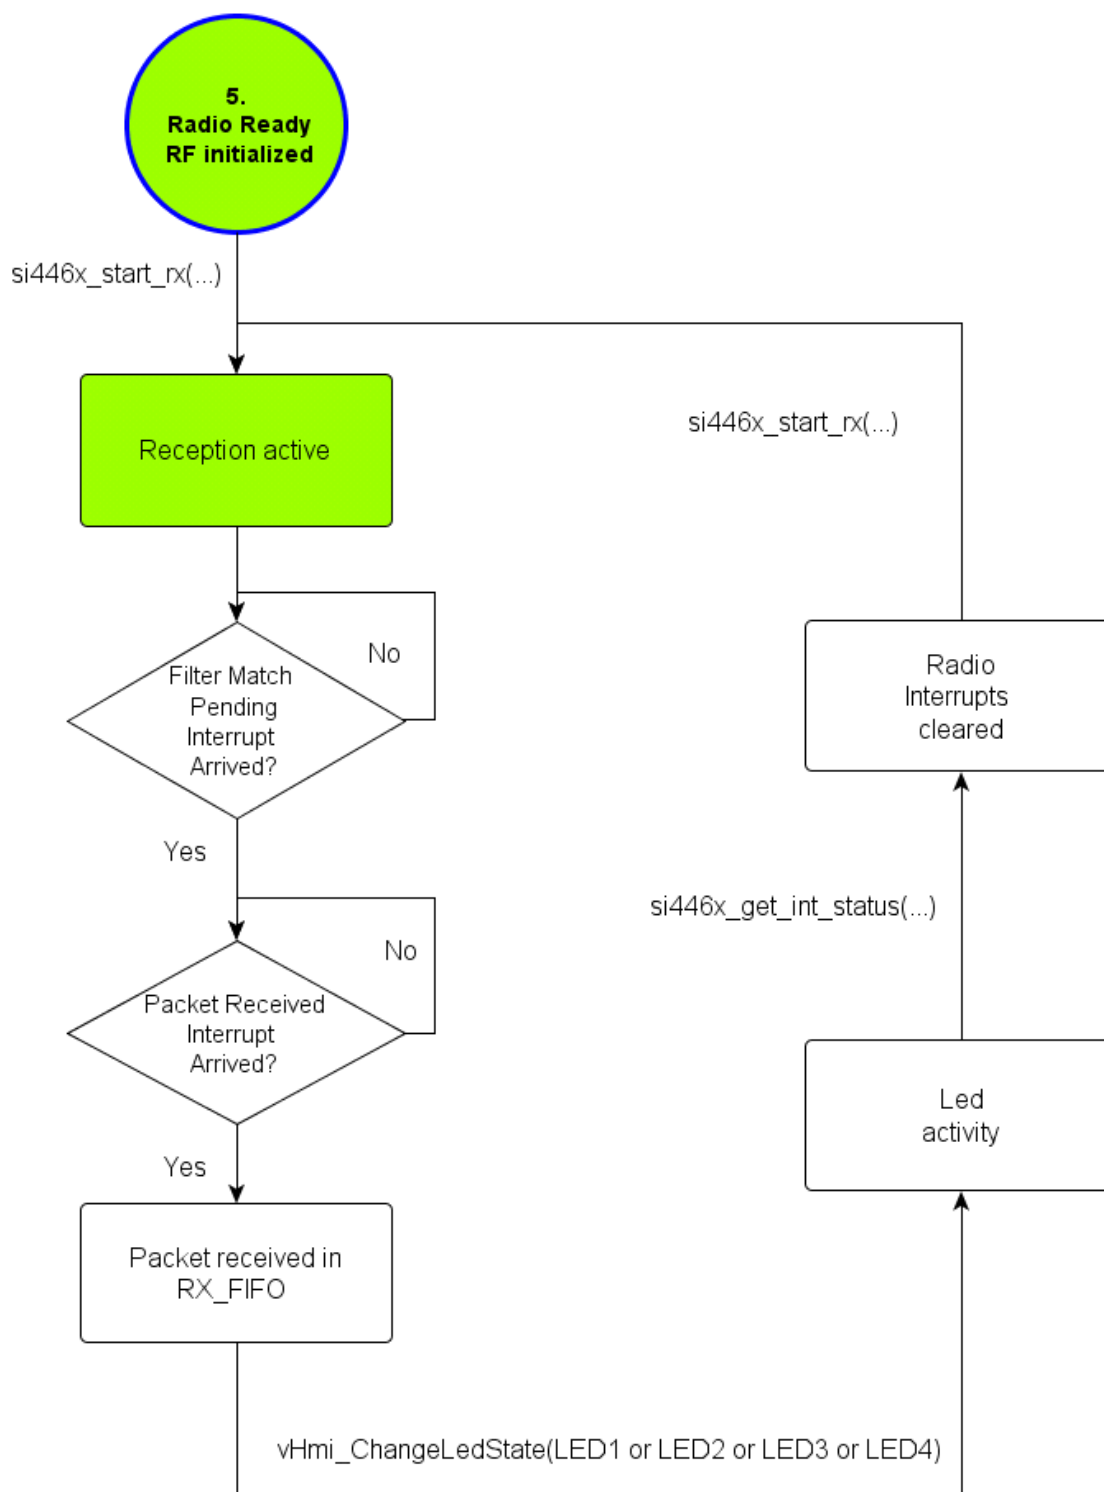 5.
Radio Ready
RF initialized
si446x_start_rx(...)
Reception active
No
Filter Match
Pending
Interrupt
Arrived?
Yes
No
Packet Received
Interrupt
Arrived?
Yes
Packet received in
RX_FIFO
vHmi_ChangeLedState(LED1 or LED2 or LED3 or LED4)
Led
activity
si446x_get_int_status(...)
Radio
Interrupts
cleared
si446x_start_rx(...)